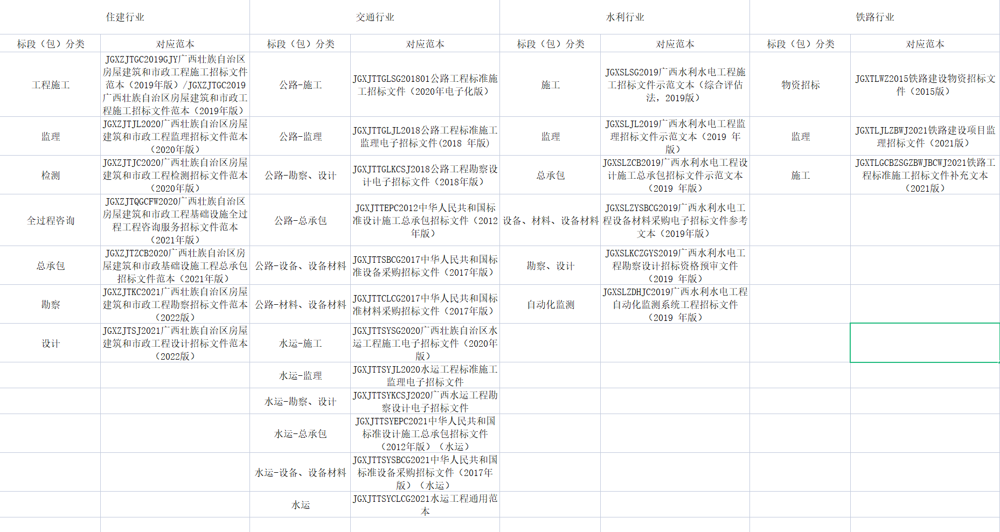 住建行业
交通行业
水利行业
铁路行业
标段（包）分类
对应范本
标段（包）分类
对应范本
标段（包）分类
对应范本
标段（包）分类
对应范本
工程施工
JGXZJTGC2019GJY广西壮族自治区
房屋建筑和市政工程施工招标文件
范本（2019年版）/JGXZJTGC2019
广西壮族自治区房屋建筑和市政工
程施工招标文件范本（2019年版）
公路-施工
JGXJTTGLSG201801公路工程标准施
工招标文件（2020年电子化版）
施工
JGXSLSG2019广西水利水电工程施
工招标文件示范文本（综合评估
法，2019版）
物资招标
JGXTLWZ2015铁路建设物资招标文
件（2015版）
监理
JGXZJTJL2020广西壮族自治区房屋
建筑和市政工程监理招标文件范本
（2020年版）
公路-监理
JGXJTTGLJL2018公路工程标准施工
监理电子招标文件(2018 年版)
监理
JGXSLJL2019广西水利水电工程监
理招标文件示范文本（2019 年
版）
监理
JGXTLJLZBWJ2021铁路建设项目监
理招标文件（2021版）
检测
JGXZJTJC2020广西壮族自治区房屋
建筑和市政工程检测招标文件范本
（2020年版）
公路-勘察、设计
JGXJTTGLKCSJ2018公路工程勘察设
计电子招标文件（2018年版）
总承包
JGXSLZCB2019广西水利水电工程设
计施工总承包招标文件示范文本
（2019 年版）
施工
JGXTLGCBZSGZBWJBCWJ2021铁路工
程标准施工招标文件补充文本
（2021版）
全过程咨询
JGXZJTQGCFW2020广西壮族自治区
房屋建筑和市政工程基础设施全过
程工程咨询服务招标文件范本
（2021年版）
公路-总承包
JGXJTTEPC2012中华人民共和国标
准设计施工总承包招标文件（2012
年版）
设备、材料、设备材料
JGXSLZYSBCG2019广西水利水电工
程设备材料采购电子招标文件参考
文本（2019年版）
总承包
JGXZJTZCB2020广西壮族自治区房
屋建筑和市政基础设施工程总承包
招标文件范本（2021年版）
公路-设备、设备材料
JGXJTTSBCG2017中华人民共和国标
准设备采购招标文件（2017年版）
勘察、设计
JGXSLKCZGYS2019广西水利水电工
程勘察设计招标资格预审文件
（2019 年版）
勘察
JGXZJTKC2021广西壮族自治区房屋
建筑和市政工程勘察招标文件范本
（2022版）
公路-材料、设备材料
JGXJTTCLCG2017中华人民共和国标
准材料采购招标文件（2017年版）
自动化监测
JGXSLZDHJC2019广西水利水电工程
自动化监测系统工程招标文件
（2019 年版）
设计
JGXZJTSJ2021广西壮族自治区房屋
建筑和市政工程设计招标文件范本
（2022版）
水运-施工
JGXJTTSYSG2020广西壮族自治区水
运工程施工电子招标文件（2020年
版）
水运-监理
JGXJTTSYJL2020水运工程标准施工
监理电子招标文件
水运-勘察、设计
JGXJTTSYKCSJ2020广西水运工程勘
察设计电子招标文件
水运-总承包
JGXJTTSYEPC2021中华人民共和国
标准设计施工总承包招标文件
（2012年版）（水运）
水运-设备、设备材料
JGXJTTSYSBCG2021中华人民共和国
标准设备采购招标文件（2017年
版）（水运）
水运
JGXJTTSYCLCG2021水运工程通用范
本